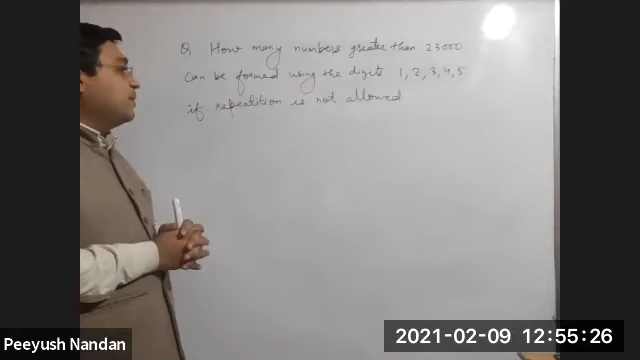 Q How many numbers greater than 23000
can be formed using the digits 1, 2, 3, 4, 5
if repeatition is not allowed
Peeyush Nandan
2021-02-09 12:55:26